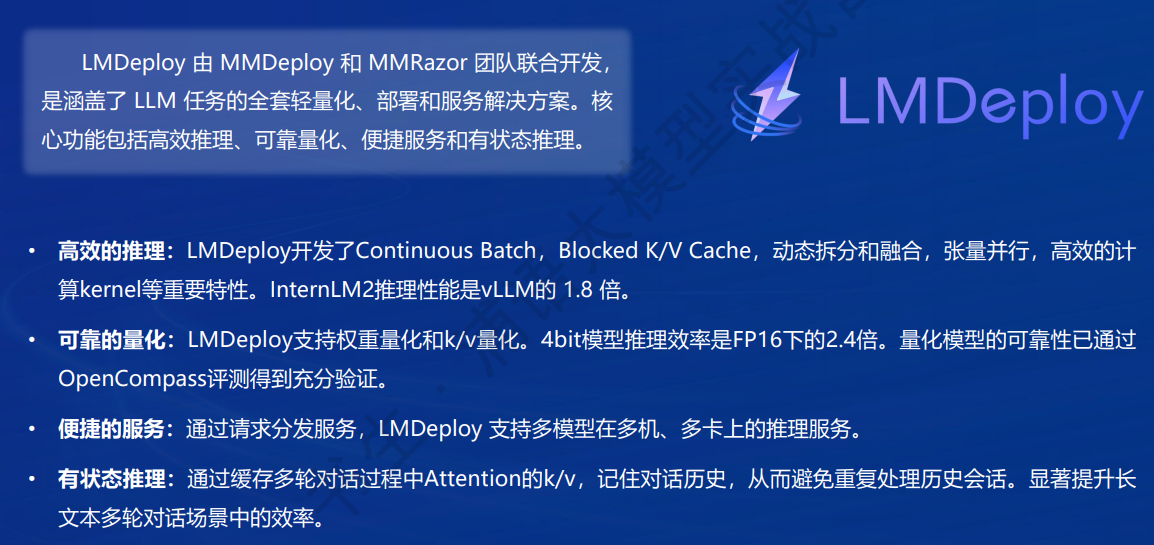 LMDeploy 由 MMDeploy 和 MMRazor 团队联合开发，
是涵盖了 LLM 任务的全套轻量化、部署和服务解决方案。核
心功能包括高效推理、可靠量化、便捷服务和有状态推理。
LMDeploy
• 高效的推理：LMDeploy开发了Continuous Batch，Blocked K/V Cache，动态拆分和融合，张量并行，高效的计
算kernel等重要特性。InternLM2推理性能是vLLM的 1.8 倍。
• 可靠的量化：LMDeploy支持权重量化和k/v量化。4bit模型推理效率是FP16下的2.4倍。量化模型的可靠性已通过
OpenCompass评测得到充分验证。
• 便捷的服务：通过请求分发服务，LMDeploy 支持多模型在多机、多卡上的推理服务。
• 有状态推理：通过缓存多轮对话过程中Attention的k/v，记住对话历史，从而避免重复处理历史会话。显著提升长
文本多轮对话场景中的效率。
大模型实战